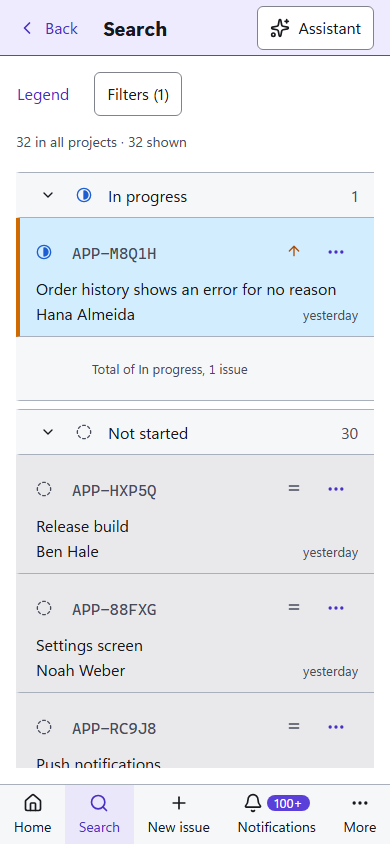 Back Search Assistant
Legend Filters (1)
32 in all projects · 32 shown
In progress 1
APP-M8Q1H
Order history shows an error for no reason
Hana Almeida yesterday
Total of In progress, 1 issue
Not started 30
APP-HXP5Q
Release build
Ben Hale yesterday
APP-88FXG
Settings screen
Noah Weber yesterday
APP-RC9J8
Push notifications
100+
Home Search New issue Notifications More